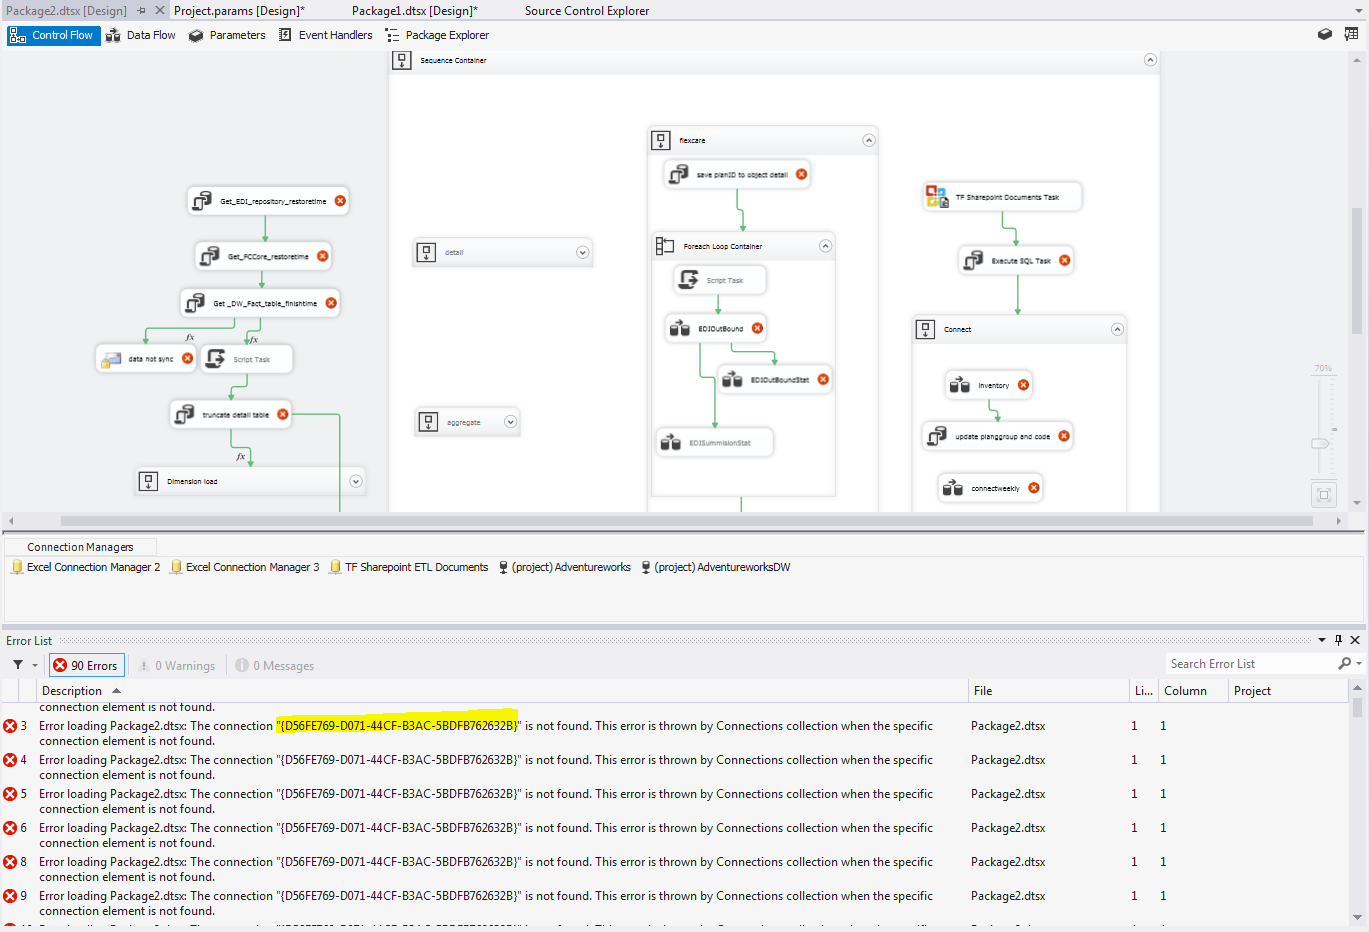 Package2.dtsx [Design] Project.params [Design]* Package1.dtsx [Design]* Source Control Explorer
Control Flow Data Flow Parameters Event Handlers Package Explorer
Sequence Container
flexcare
save planID to object detail
Get_EDI_repository_restoretime
TF Sharepoint Documents Task
Foreach Loop Container
detail
Get_FCCore_restoretime
Execute SQL Task
Script Task
Get _DW_Fact_table_finishtime
EDIOutBound
Connect
fx
fx
data not sync
Script Task
70%
EDIOutBoundStat
inventory
truncate detail table
aggregate
EDISummisionStat
update planggroup and code
fx
Dimension load
connectweekly
Connection Managers
Excel Connection Manager 2 Excel Connection Manager 3 TF Sharepoint ETL Documents (project) Adventureworks (project) AdventureworksDW
Error List
90 Errors 0 Warnings 0 Messages Search Error List
Description File Li... Column Project
connection element is not found.
3 Error loading Package2.dtsx: The connection "{D56FE769-D071-44CF-B3AC-5BDFB762632B}" is not found. This error is thrown by Connections collection when the specific Package2.dtsx 1 1
connection element is not found.
4 Error loading Package2.dtsx: The connection "{D56FE769-D071-44CF-B3AC-5BDFB762632B}" is not found. This error is thrown by Connections collection when the specific Package2.dtsx 1 1
connection element is not found.
5 Error loading Package2.dtsx: The connection "{D56FE769-D071-44CF-B3AC-5BDFB762632B}" is not found. This error is thrown by Connections collection when the specific Package2.dtsx 1 1
connection element is not found.
6 Error loading Package2.dtsx: The connection "{D56FE769-D071-44CF-B3AC-5BDFB762632B}" is not found. This error is thrown by Connections collection when the specific Package2.dtsx 1 1
connection element is not found.
8 Error loading Package2.dtsx: The connection "{D56FE769-D071-44CF-B3AC-5BDFB762632B}" is not found. This error is thrown by Connections collection when the specific Package2.dtsx 1 1
connection element is not found.
9 Error loading Package2.dtsx: The connection "{D56FE769-D071-44CF-B3AC-5BDFB762632B}" is not found. This error is thrown by Connections collection when the specific Package2.dtsx 1 1
connection element is not found.